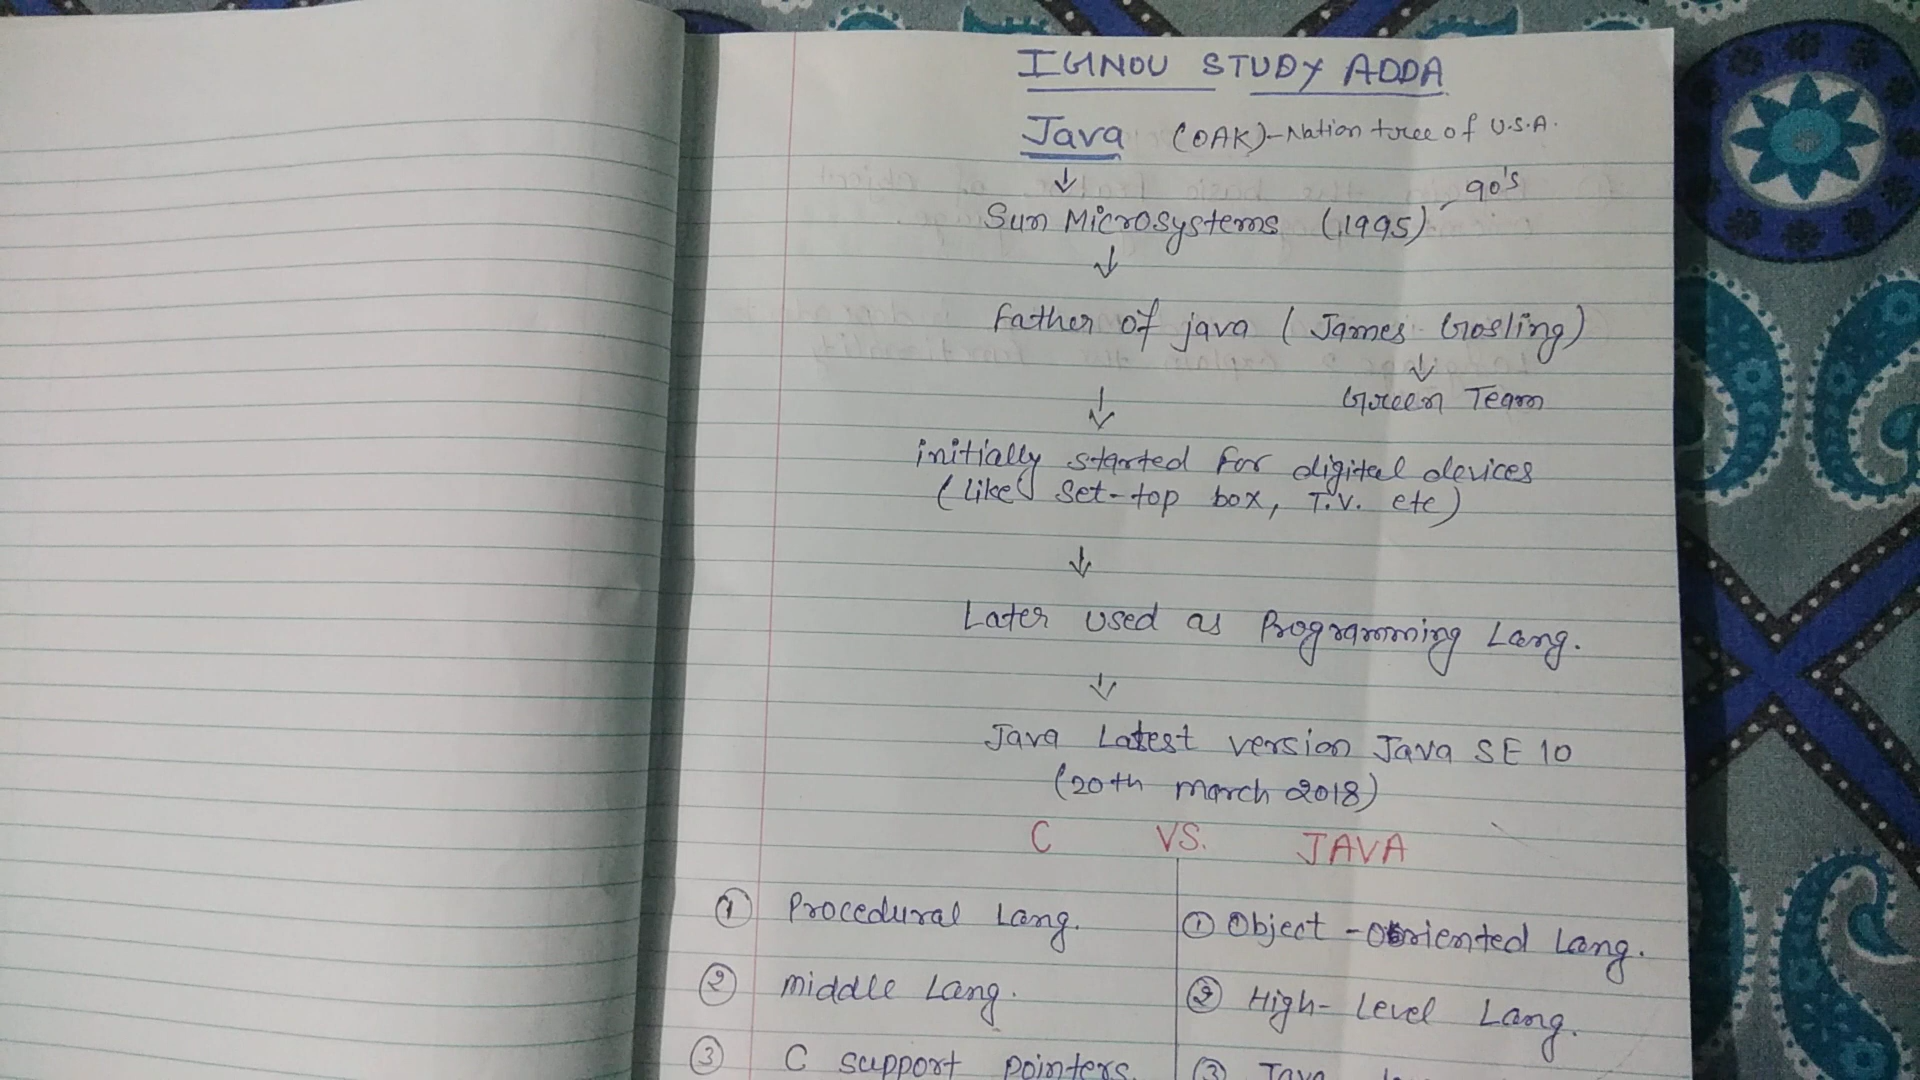 IGNOU STUDY ADDA
Java (OAK)-Nation tree of U.S.A.
90's
Sun Microsystems (1995)
Father of java (James Gosling)
Green Team
initially started for digital devices
(like set-top box, T.V. etc)
Later used as Programming Lang.
Java Latest version Java SE 10
(20th march 2018)
C VS. JAVA
① Procedural Lang. ① Object-oriented Lang.
② middle Lang. ② High-Level Lang.
③ C support pointers. ③ Java